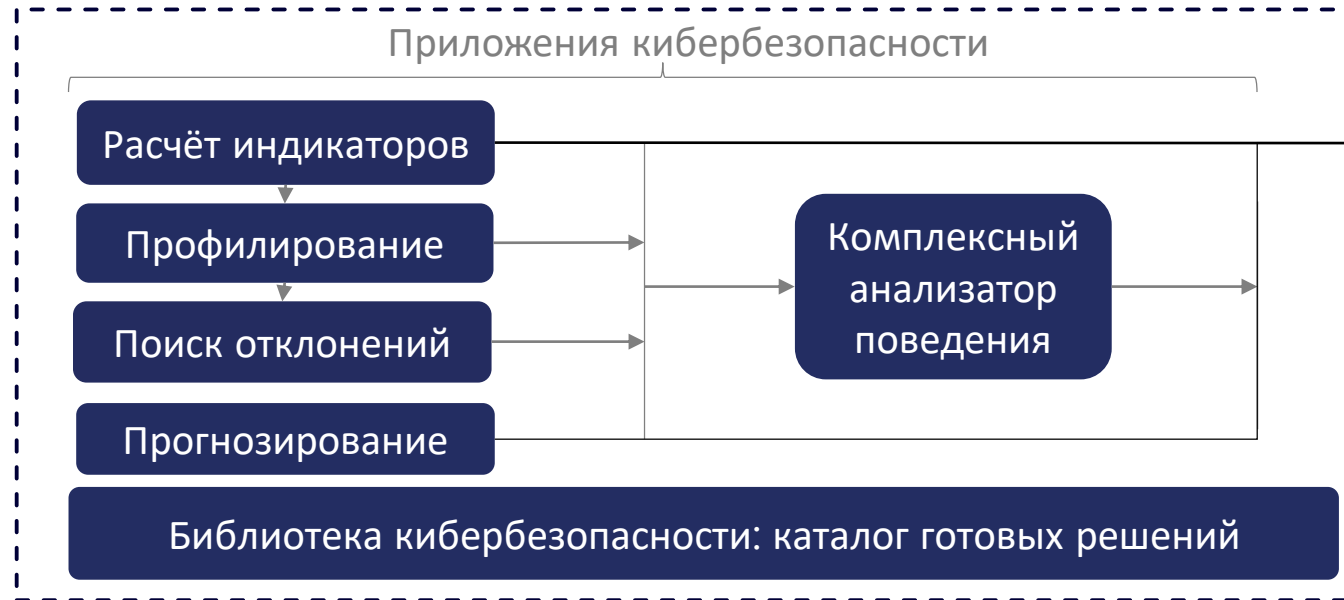 Приложения кибербезопасности
Расчёт индикаторов
Профилирование
Поиск отклонений
Прогнозирование
Комплексный
анализатор
поведения
Библиотека кибербезопасности: каталог готовых решений